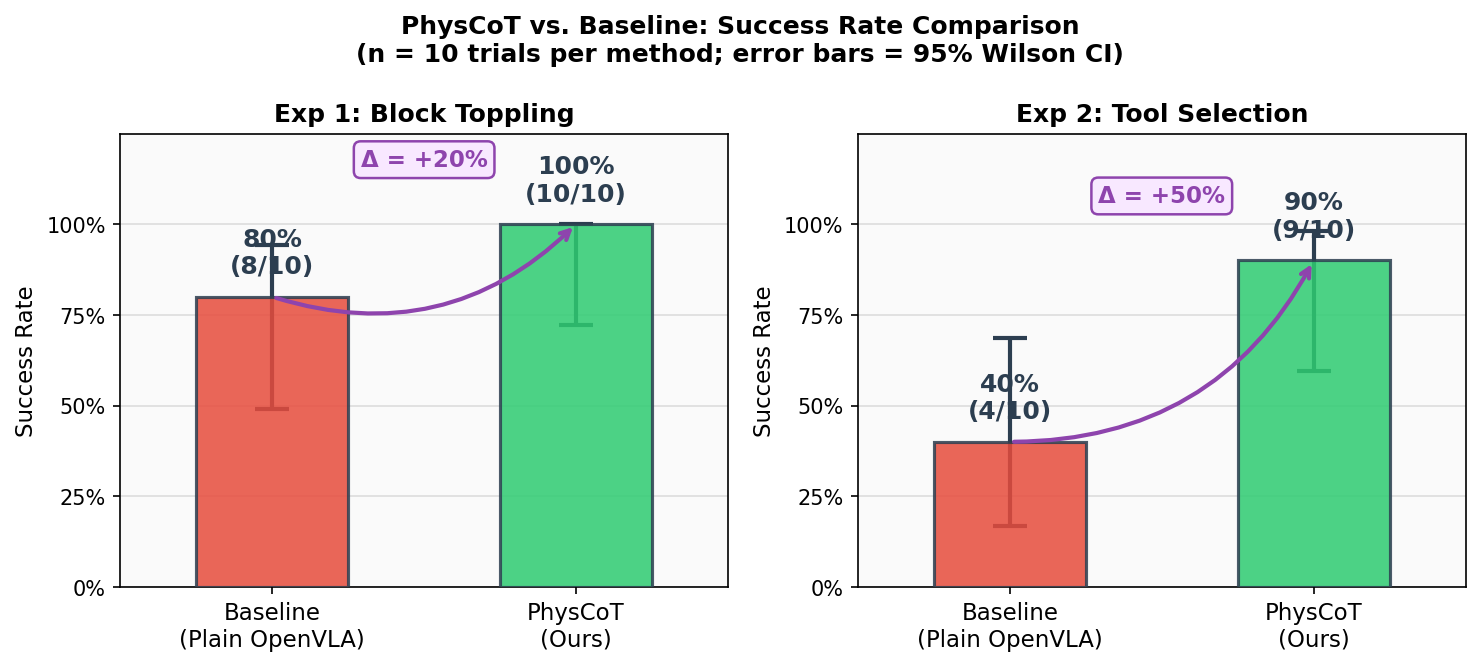 PhysCoT vs. Baseline: Success Rate Comparison
(n = 10 trials per method; error bars = 95% Wilson CI)
Exp 1: Block Toppling
Δ = +20%
100%
(10/10)
80%
(8/10)
100%
75%
50%
25%
0%
Success Rate
Baseline
(Plain OpenVLA)
PhysCoT
(Ours)
Exp 2: Tool Selection
Δ = +50%
90%
(9/10)
40%
(4/10)
100%
75%
50%
25%
0%
Success Rate
Baseline
(Plain OpenVLA)
PhysCoT
(Ours)